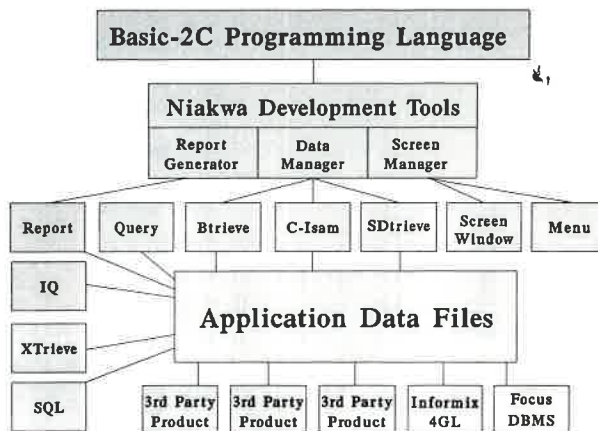 Basic-2C Programming Language
Niakwa Development Tools
Report
Generator
Data
Manager
Screen
Manager
Report
Query
Btrieve
C-Isam
SDtrieve
Screen
Window
Menu
IQ
XTrieve
SQL
Application Data Files
3rd Party
Product
3rd Party
Product
3rd Party
Product
Informix
4GL
Focus
DBMS